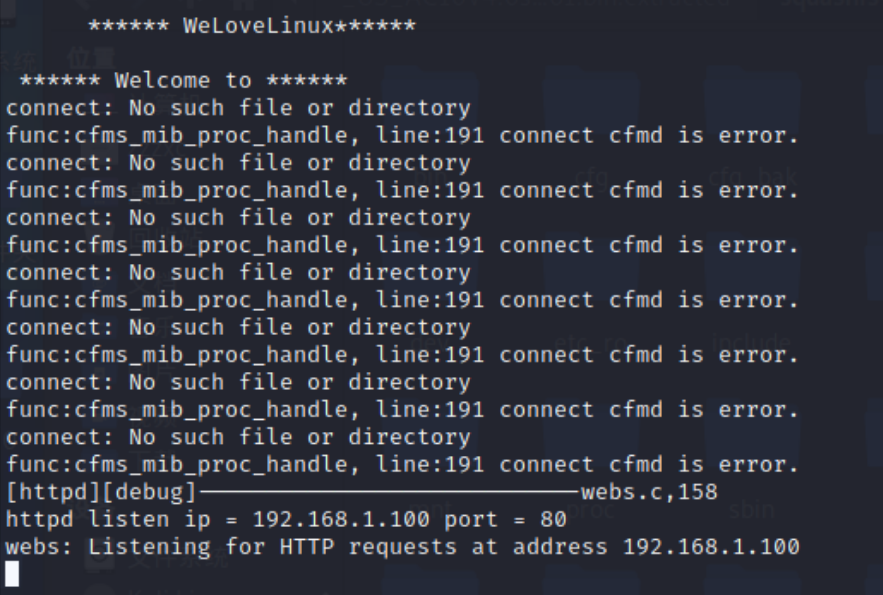 ****** WeLoveLinux******
****** Welcome to ******
connect: No such file or directory
func:cfms_mib_proc_handle, line:191 connect cfmd is error.
connect: No such file or directory
func:cfms_mib_proc_handle, line:191 connect cfmd is error.
connect: No such file or directory
func:cfms_mib_proc_handle, line:191 connect cfmd is error.
connect: No such file or directory
func:cfms_mib_proc_handle, line:191 connect cfmd is error.
connect: No such file or directory
func:cfms_mib_proc_handle, line:191 connect cfmd is error.
connect: No such file or directory
func:cfms_mib_proc_handle, line:191 connect cfmd is error.
connect: No such file or directory
func:cfms_mib_proc_handle, line:191 connect cfmd is error.
[httpd][debug]----------------------------webs.c,158
httpd listen ip = 192.168.1.100 port = 80
webs: Listening for HTTP requests at address 192.168.1.100